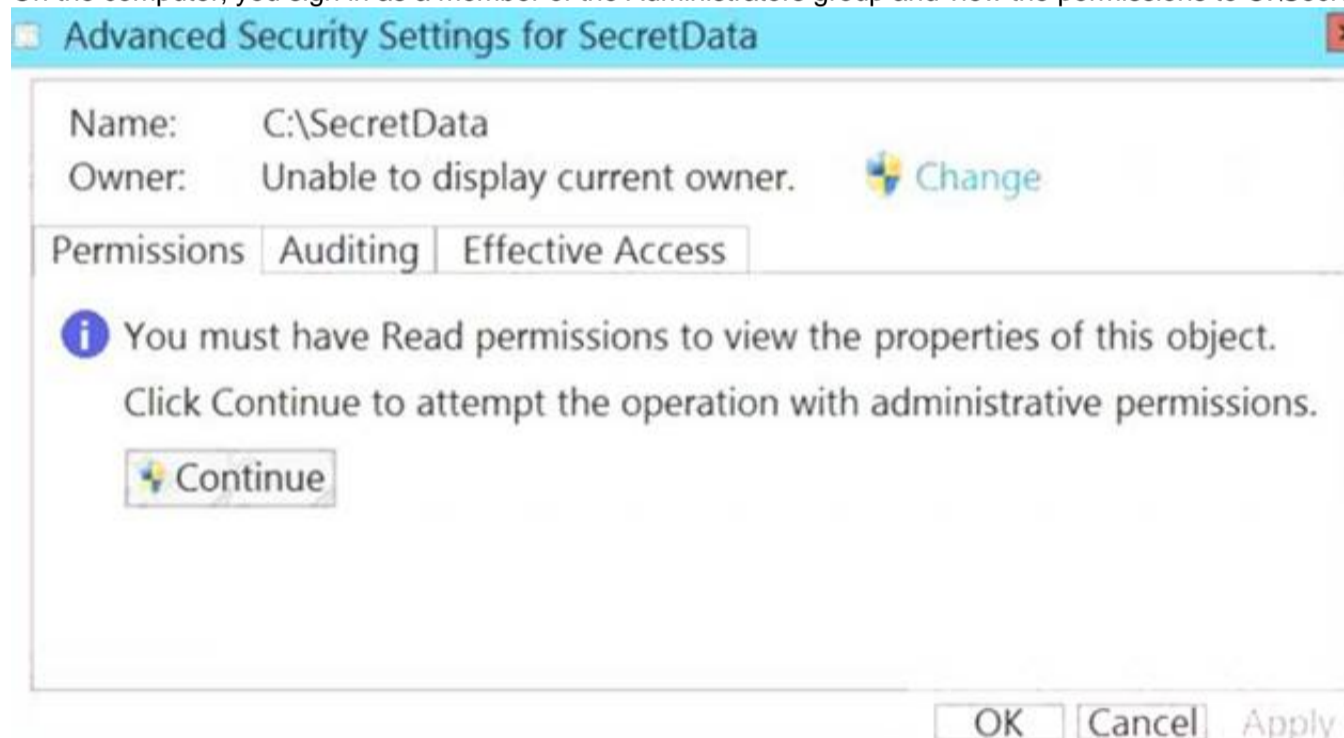 Advanced Security Settings for SecretData
Name: C:\SecretData
Owner: Unable to display current owner. Change
Permissions Auditing Effective Access
You must have Read permissions to view the properties of this object.
Click Continue to attempt the operation with administrative permissions.
Continue
OK Cancel Apply